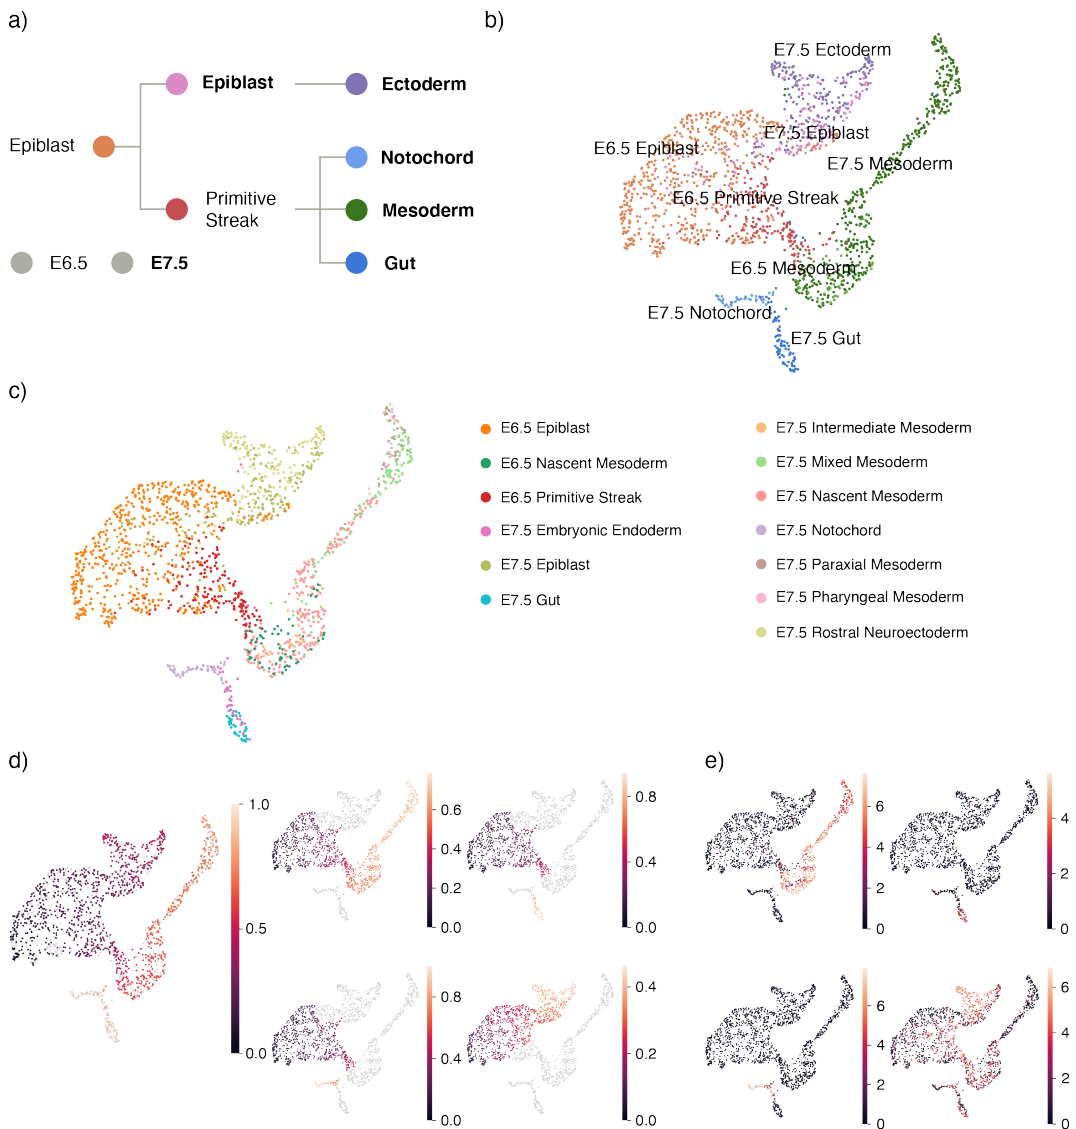 a)
Epiblast
Epiblast
Ectoderm
Primitive
Streak
Notochord
Mesoderm
Gut
E6.5
E7.5
b)
E7.5 Ectoderm
E7.5 Epiblast
E6.5 Epiblast
E7.5 Mesoderm
E6.5 Primitive Streak
E6.5 Mesoderm
E7.5 Notochord
E7.5 Gut
c)
E6.5 Epiblast
E6.5 Nascent Mesoderm
E6.5 Primitive Streak
E7.5 Embryonic Endoderm
E7.5 Epiblast
E7.5 Gut
E7.5 Intermediate Mesoderm
E7.5 Mixed Mesoderm
E7.5 Nascent Mesoderm
E7.5 Notochord
E7.5 Paraxial Mesoderm
E7.5 Pharyngeal Mesoderm
E7.5 Rostral Neuroectoderm
d)
1.0
0.5
0.0
0.6
0.4
0.2
0.0
0.8
0.4
0.0
0.8
0.4
0.0
0.4
0.2
0.0
e)
6
4
2
0
4
2
0
6
4
2
0
6
4
2
0